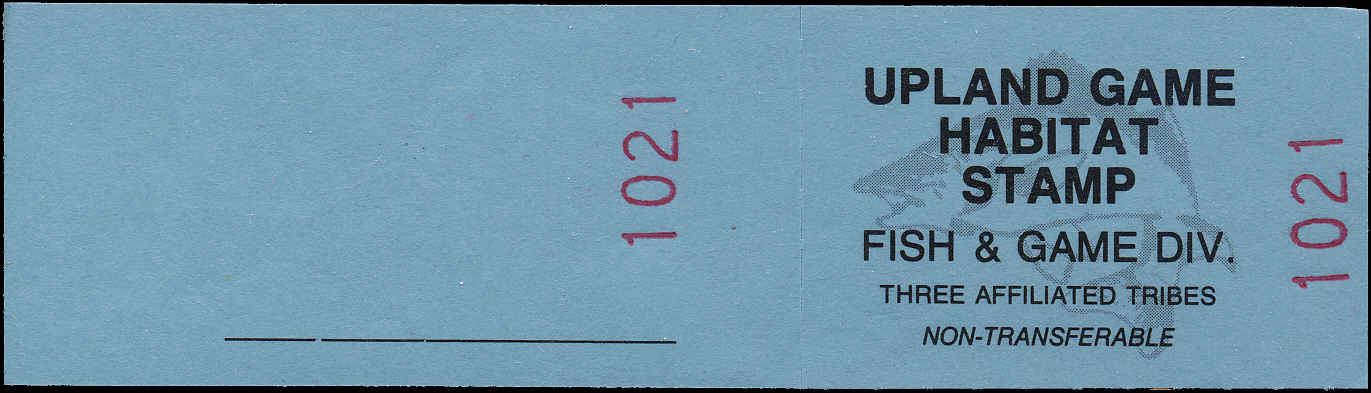 1021
UPLAND GAME
HABITAT
STAMP
FISH & GAME DIV.
THREE AFFILIATED TRIBES
NON-TRANSFERABLE
1021